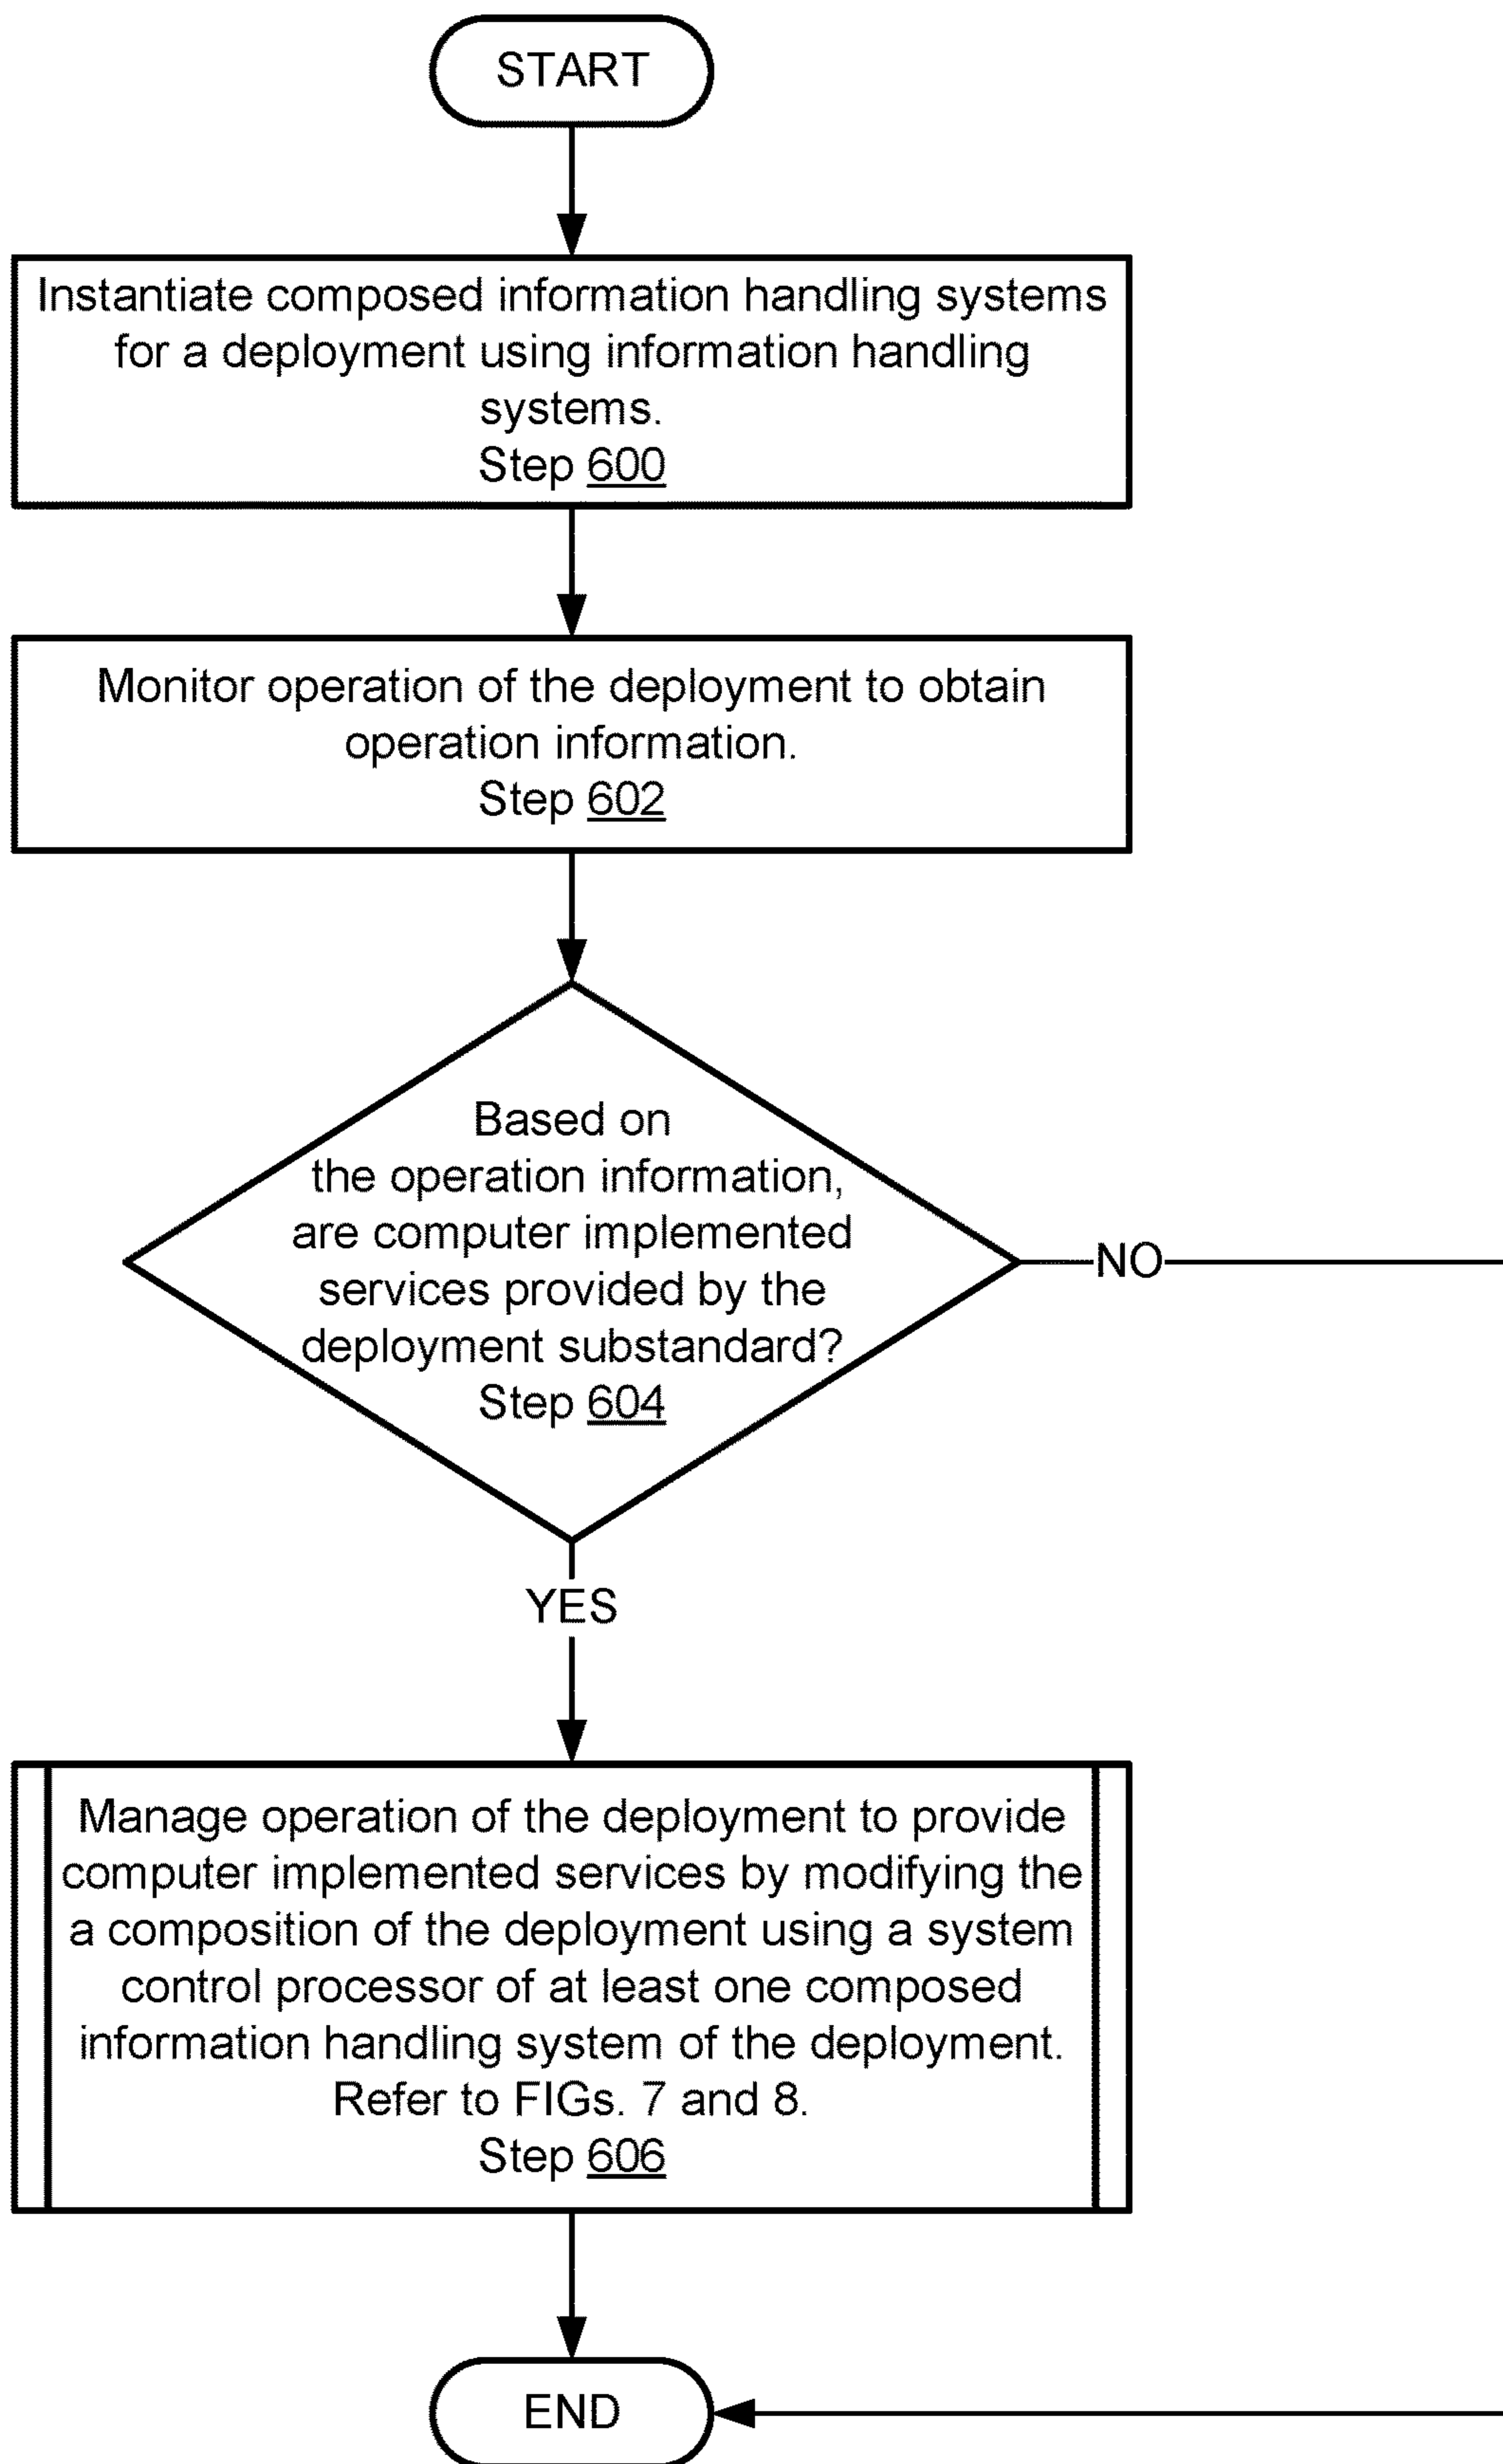 START
Instantiate composed information handling systems
for a deployment using information handling
systems.
Step 600
Monitor operation of the deployment to obtain
operation information.
Step 602
Based on
the operation information,
are computer implemented
services provided by the
deployment substandard?
Step 604
NO
YES
Manage operation of the deployment to provide
computer implemented services by modifying the
a composition of the deployment using a system
control processor of at least one composed
information handling system of the deployment.
Refer to FIGs. 7 and 8.
Step 606
END